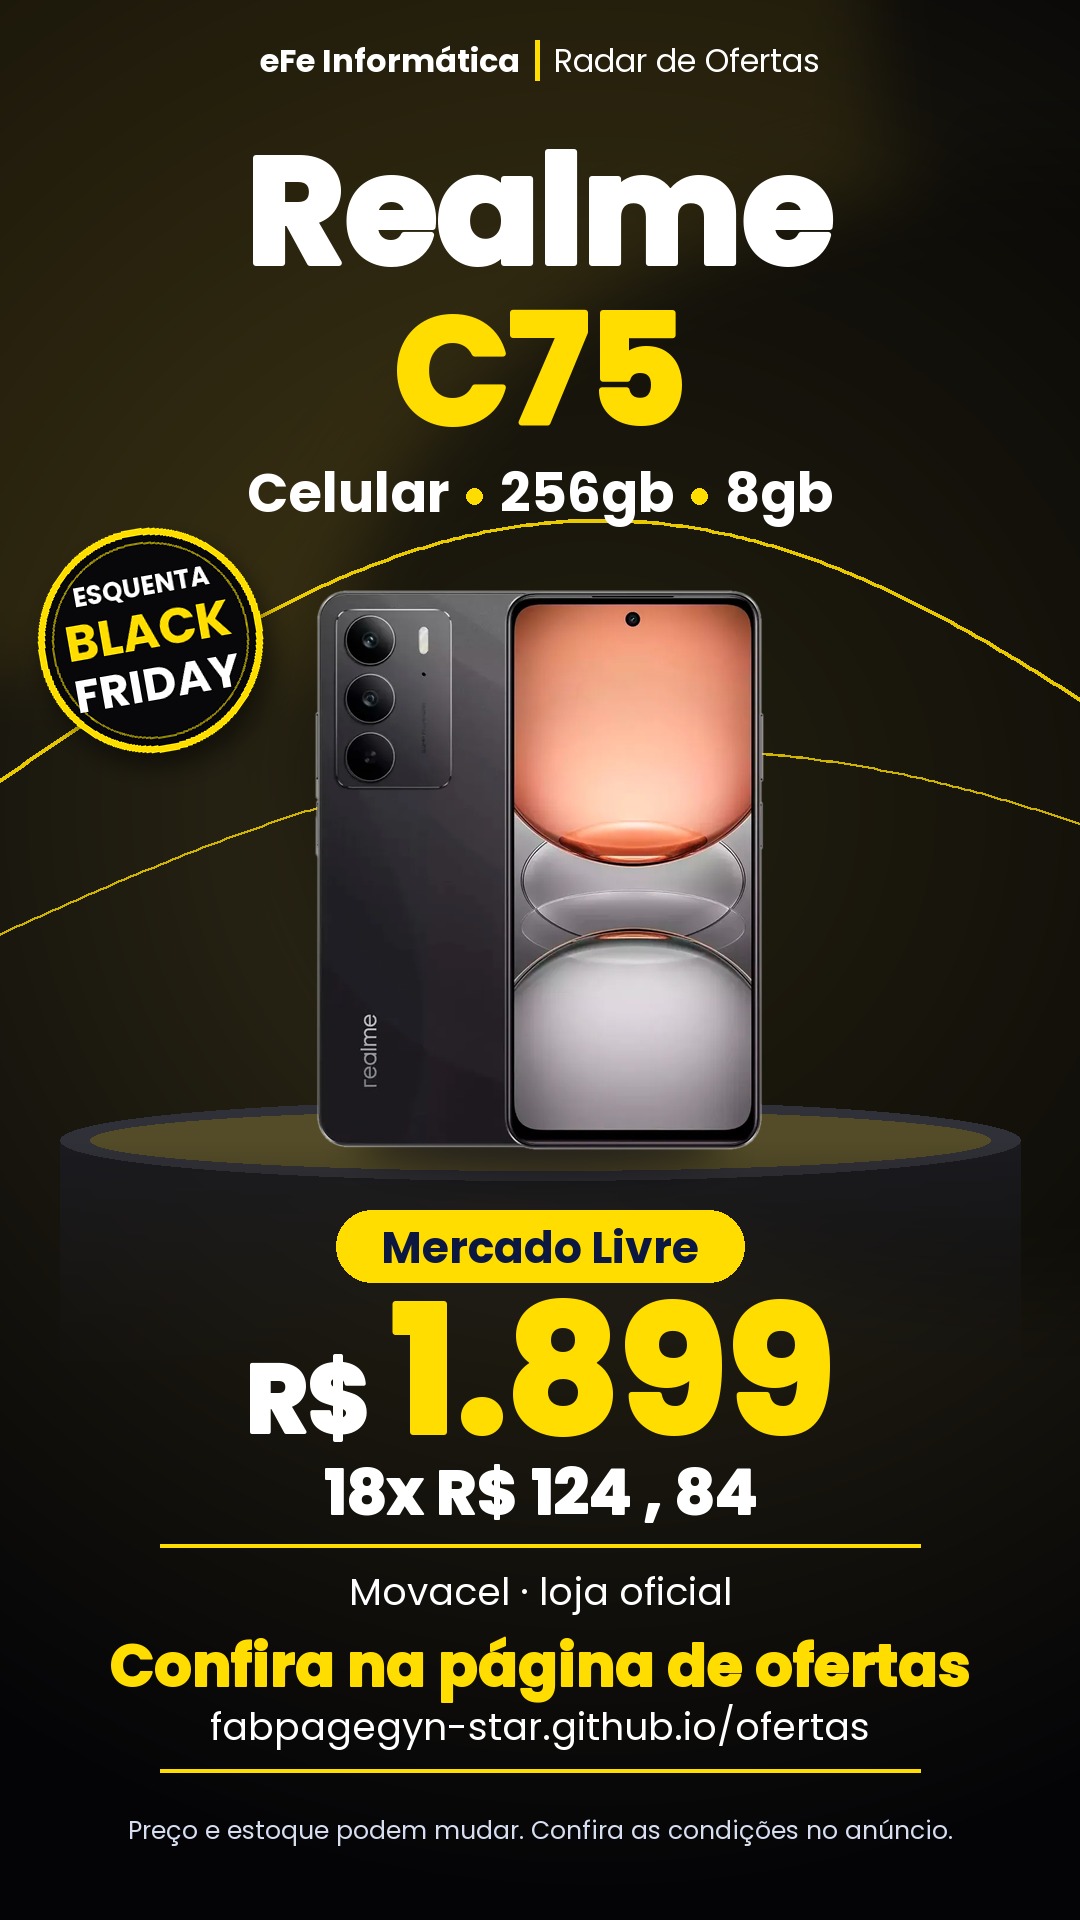 eFe Informática | Radar de Ofertas
Realme
C75
Celular • 256gb • 8gb
ESQUENTA
BLACK
FRIDAY
realme
Mercado Livre
R$ 1.899
18x R$ 124 , 84
Movacel · loja oficial
Confira na página de ofertas
fabpagegyn-star.github.io/ofertas
Preço e estoque podem mudar. Confira as condições no anúncio.